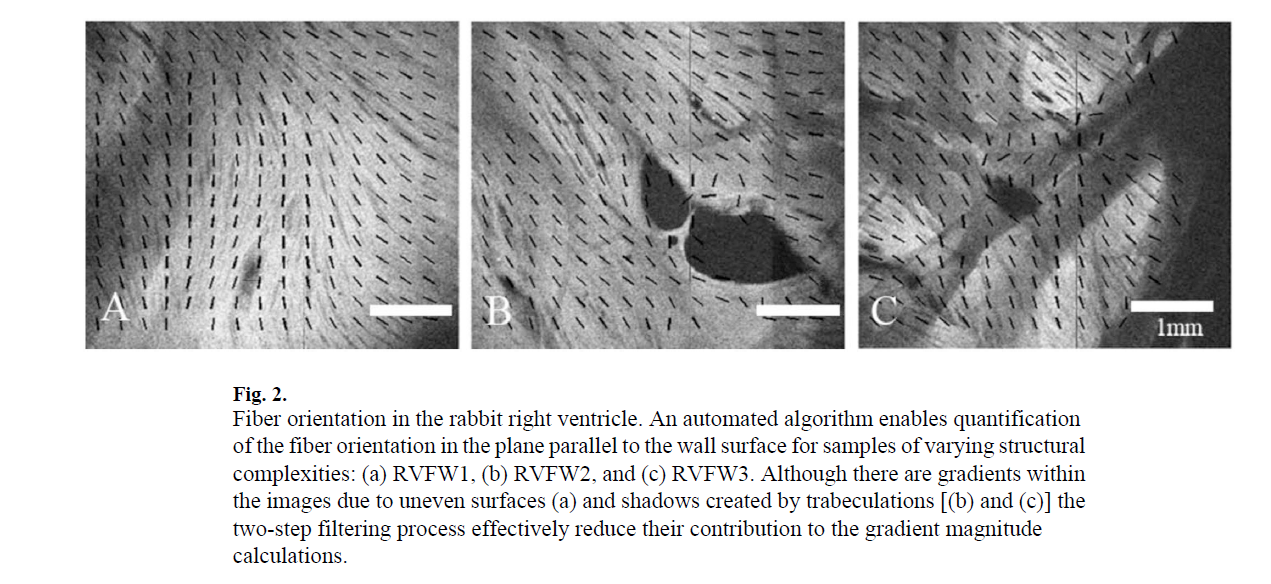 A
B
C
1mm
Fig. 2.
Fiber orientation in the rabbit right ventricle. An automated algorithm enables quantification
of the fiber orientation in the plane parallel to the wall surface for samples of varying structural
complexities: (a) RVFW1, (b) RVFW2, and (c) RVFW3. Although there are gradients within
the images due to uneven surfaces (a) and shadows created by trabeculations [(b) and (c)] the
two-step filtering process effectively reduce their contribution to the gradient magnitude
calculations.